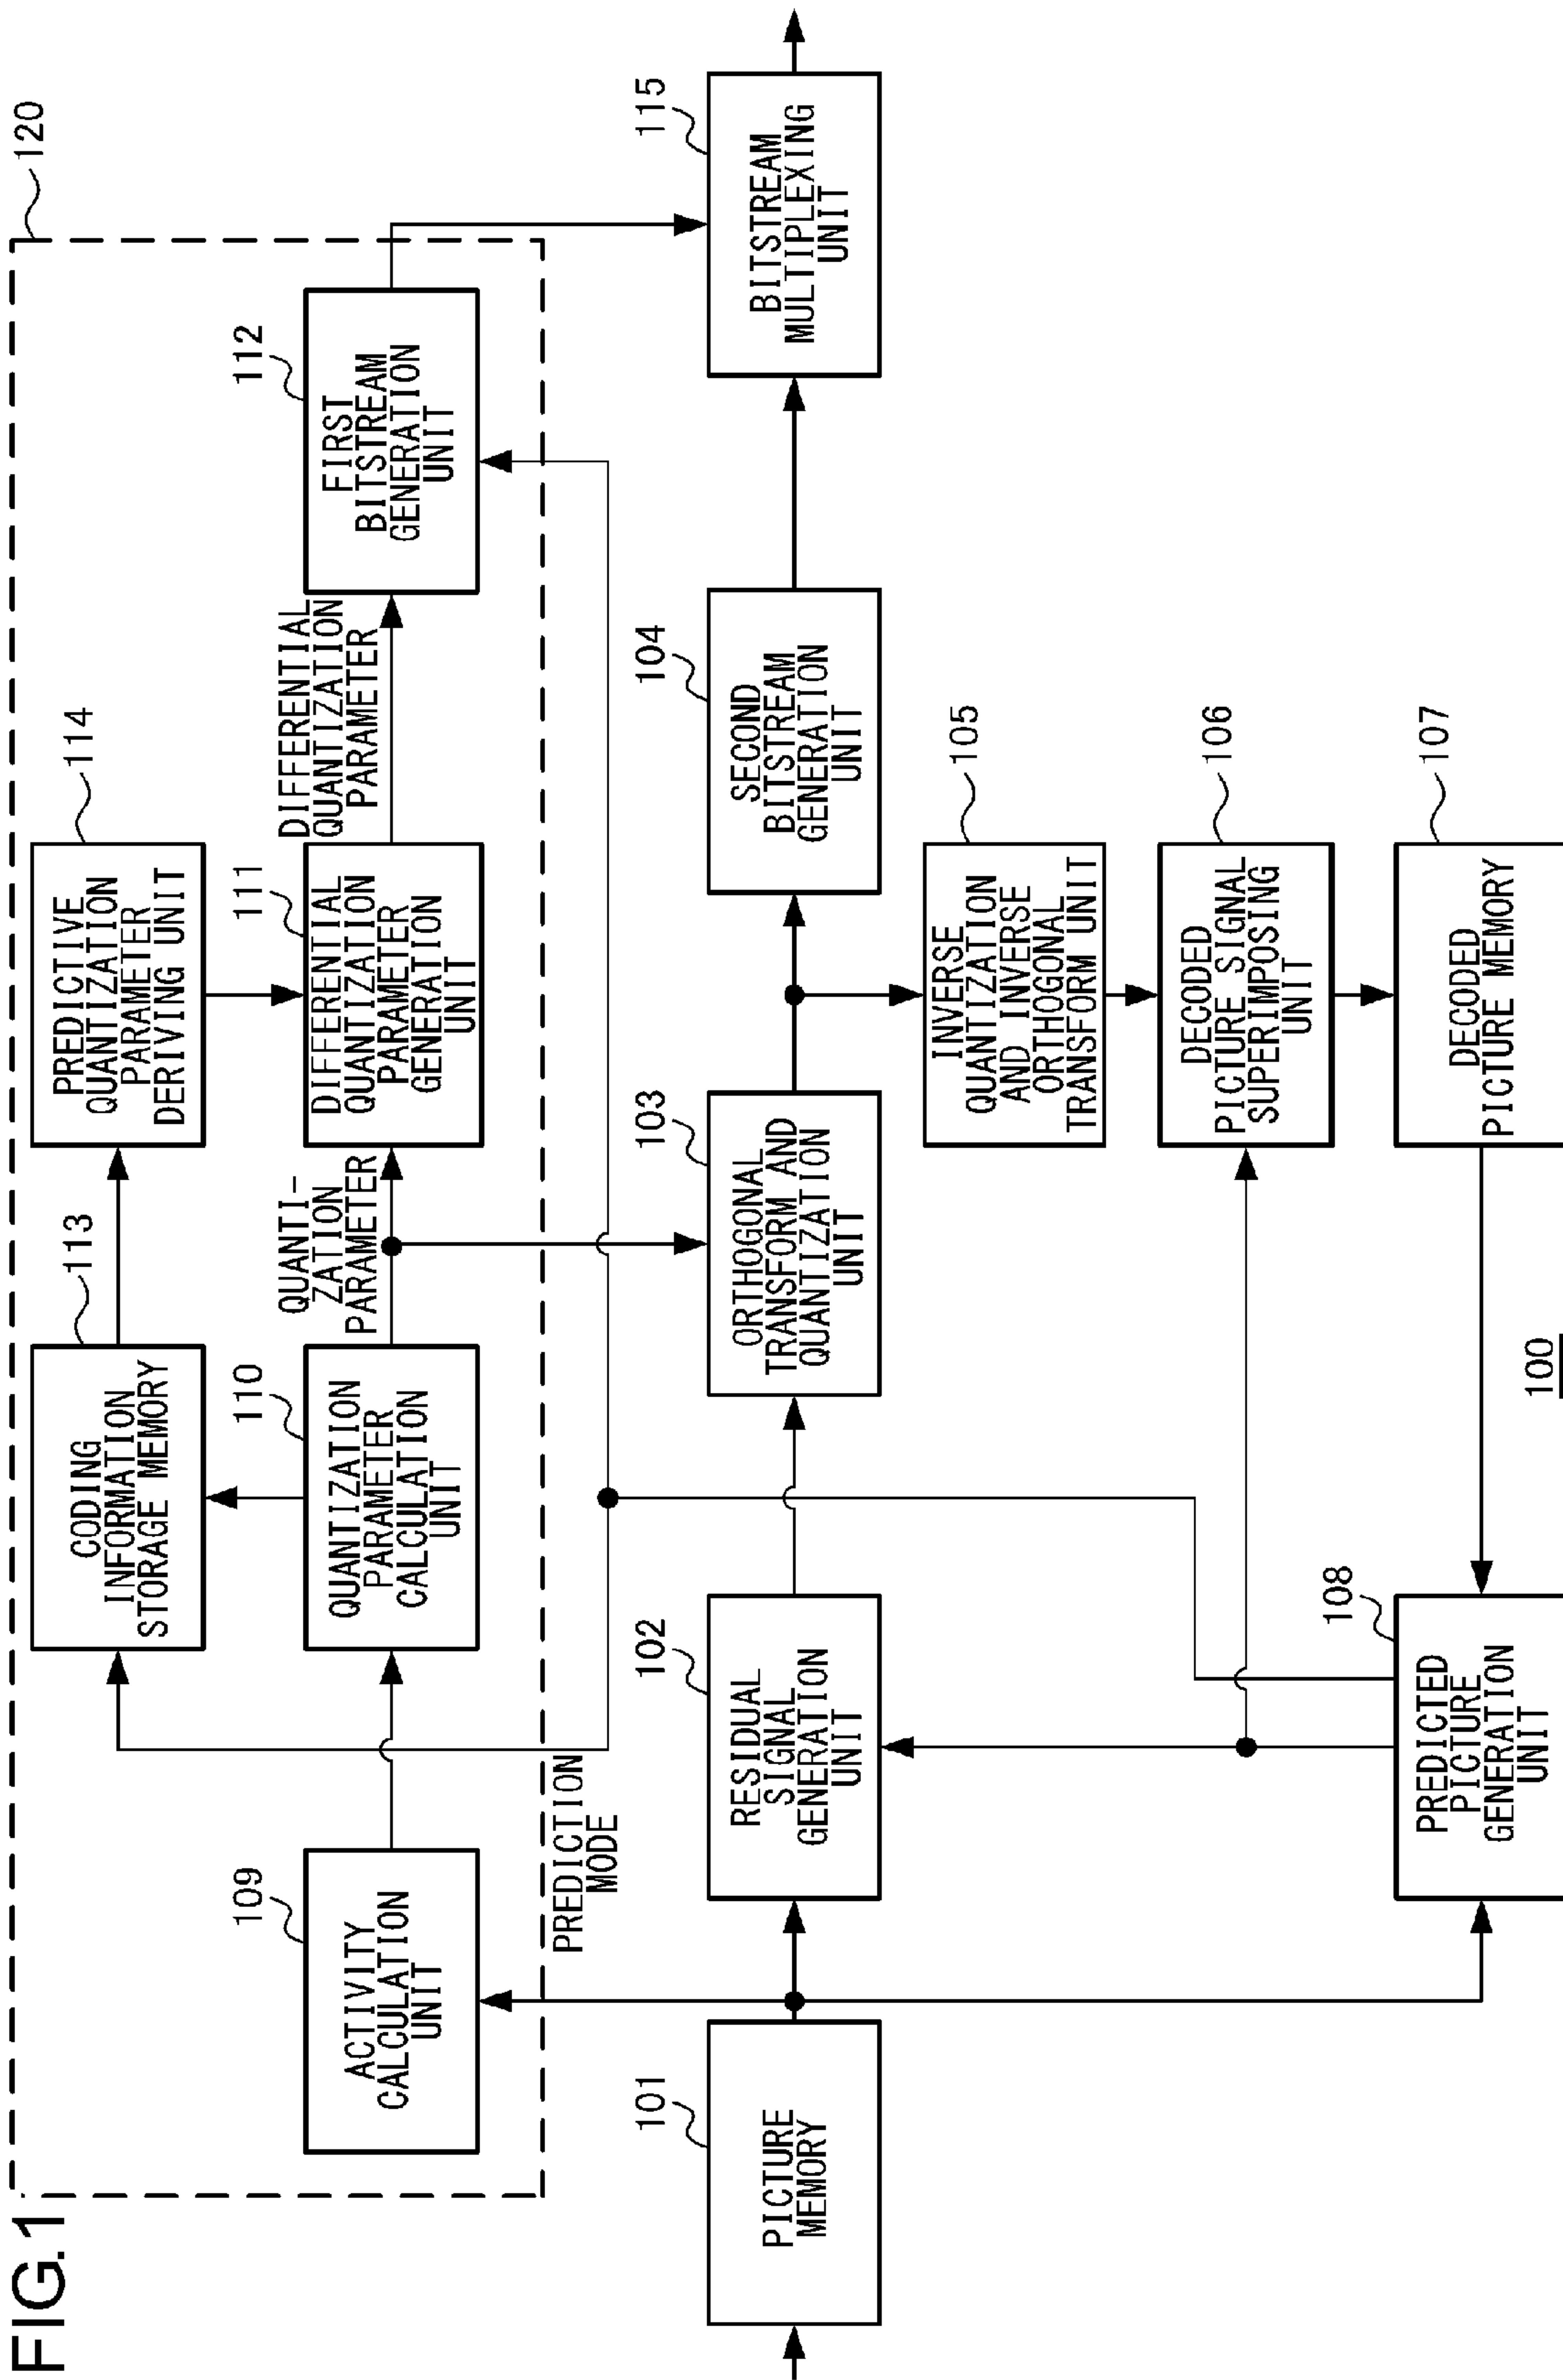 FIG.1
120
CODING
INFORMATION
STORAGE MEMORY
113
PREDICTIVE
QUANTIZATION
PARAMETER
DERIVING UNIT
114
ACTIVITY
CALCULATION
UNIT
109
QUANTIZATION
PARAMETER
CALCULATION
UNIT
110
QUANTI-
ZATION
PARAMETER
DIFFERENTIAL
QUANTIZATION
PARAMETER
GENERATION
UNIT
111
DIFFERENTIAL
QUANTIZATION
PARAMETER
FIRST
BITSTREAM
GENERATION
UNIT
112
PREDICTION
MODE
PICTURE
MEMORY
101
RESIDUAL
SIGNAL
GENERATION
UNIT
102
ORTHOGONAL
TRANSFORM AND
QUANTIZATION
UNIT
103
SECOND
BITSTREAM
GENERATION
UNIT
104
BITSTREAM
MULTIPLEXING
UNIT
115
INVERSE
QUANTIZATION
AND INVERSE
ORTHOGONAL
TRANSFORM UNIT
105
DECODED
PICTURE SIGNAL
SUPERIMPOSING
UNIT
106
PREDICTED
PICTURE
GENERATION
UNIT
108
DECODED
PICTURE MEMORY
107
100